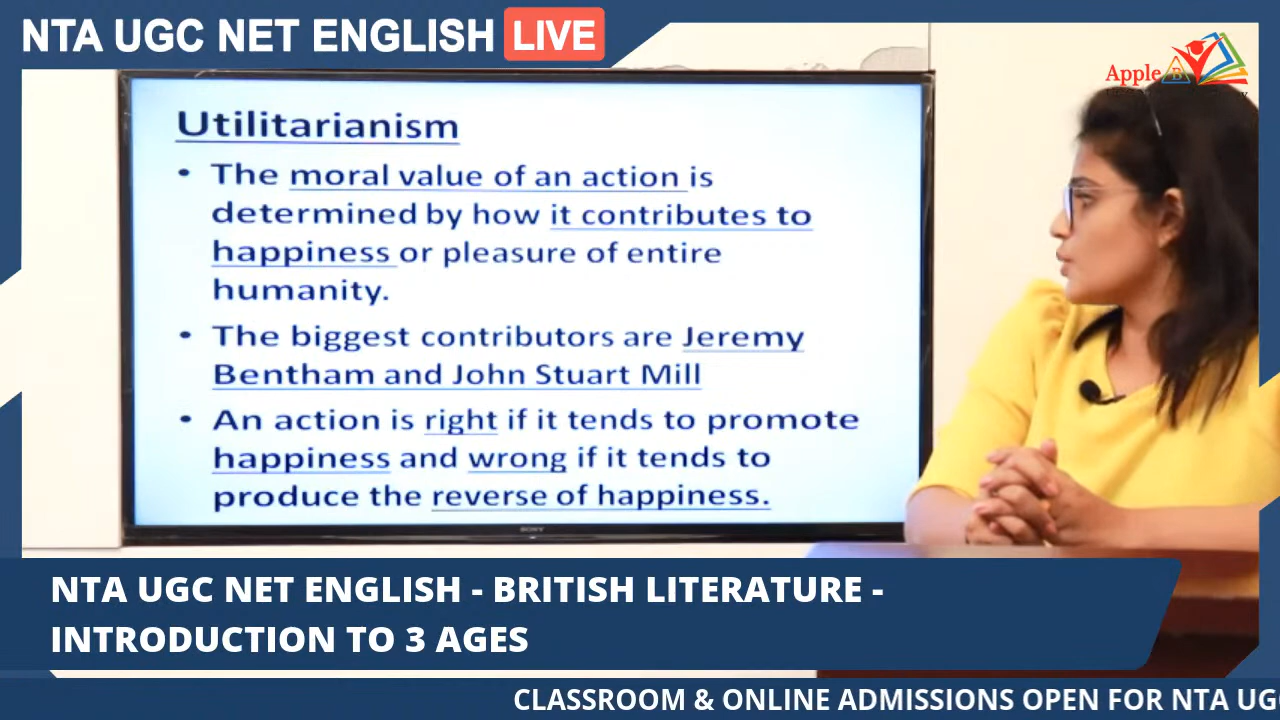 NTA UGC NET ENGLISH LIVE
Apple B
Utilitarianism
• The moral value of an action is
determined by how it contributes to
happiness or pleasure of entire
humanity.
• The biggest contributors are Jeremy
Bentham and John Stuart Mill
• An action is right if it tends to promote
happiness and wrong if it tends to
produce the reverse of happiness.
SONY
NTA UGC NET ENGLISH - BRITISH LITERATURE -
INTRODUCTION TO 3 AGES
CLASSROOM & ONLINE ADMISSIONS OPEN FOR NTA UG